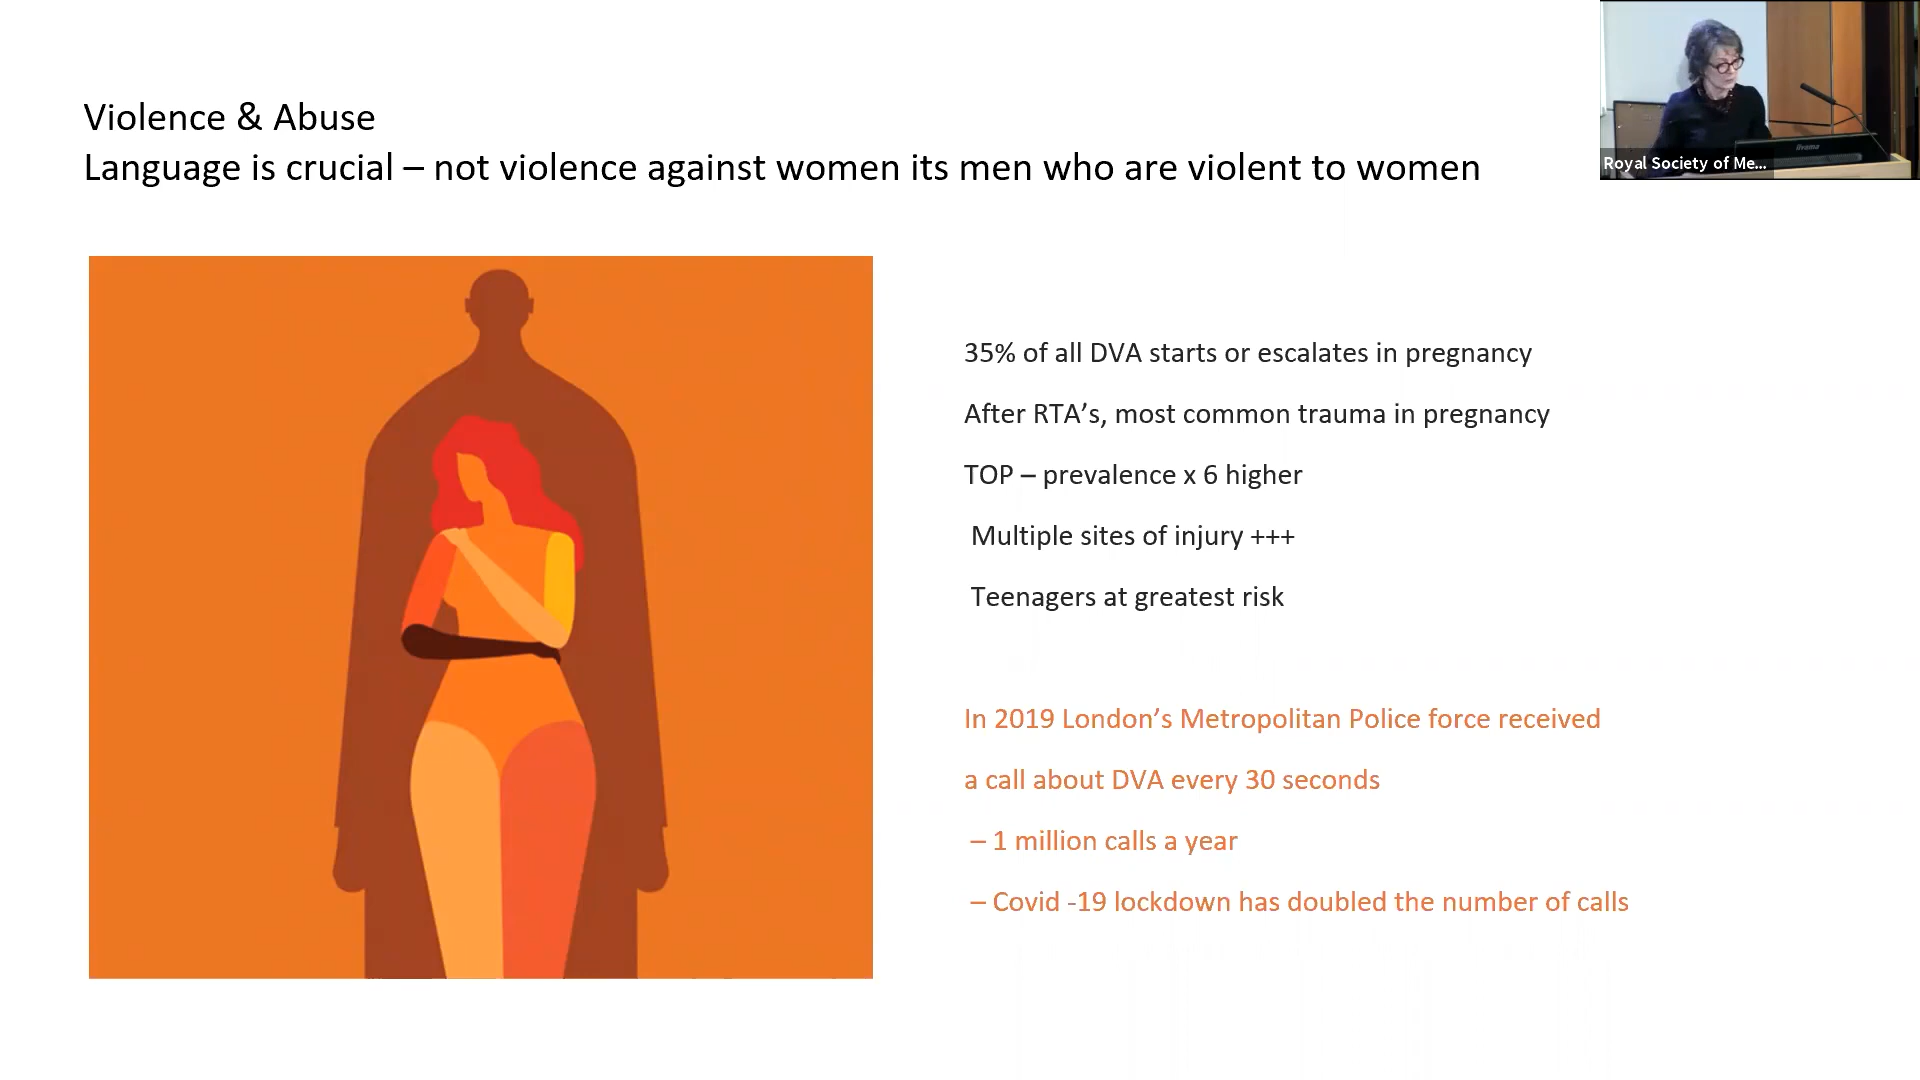 Violence & Abuse
Language is crucial – not violence against women its men who are violent to women
Royal Society of Me...
35% of all DVA starts or escalates in pregnancy
After RTA’s, most common trauma in pregnancy
TOP – prevalence x 6 higher
Multiple sites of injury +++
Teenagers at greatest risk
In 2019 London’s Metropolitan Police force received
a call about DVA every 30 seconds
– 1 million calls a year
– Covid -19 lockdown has doubled the number of calls
iiyama